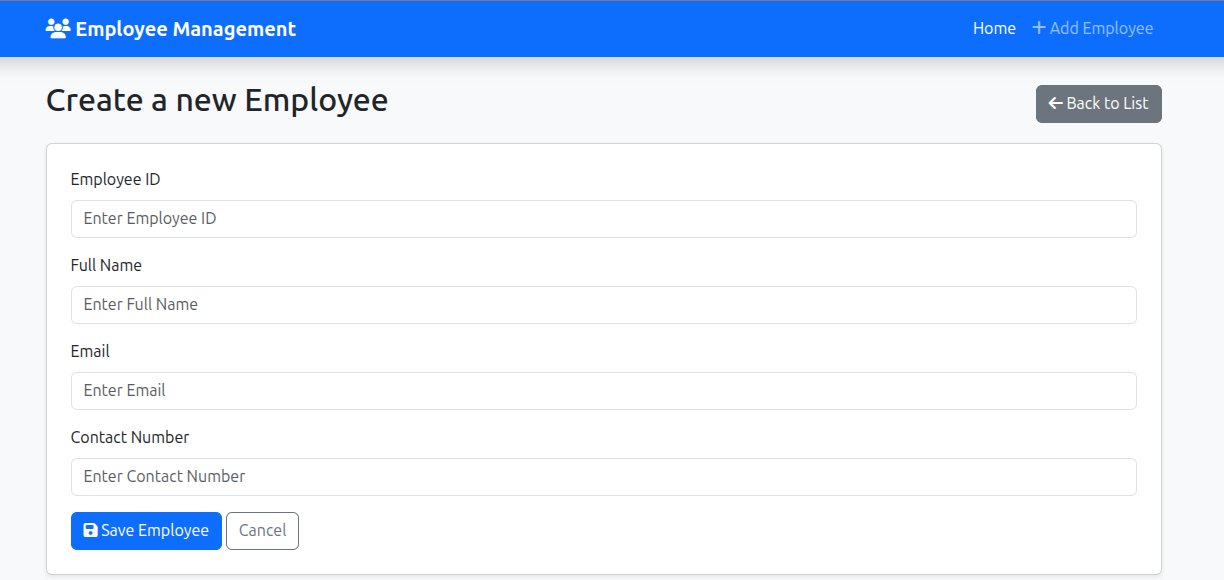 Employee Management
Home
Add Employee
Create a new Employee
Back to List
Employee ID
Enter Employee ID
Full Name
Enter Full Name
Email
Enter Email
Contact Number
Enter Contact Number
Save Employee
Cancel